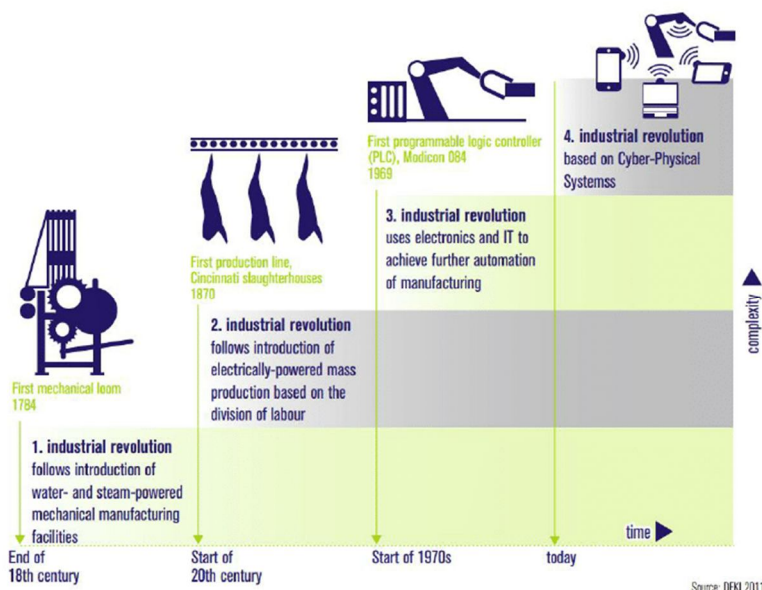 First mechanical loom
1784
1. industrial revolution
follows introduction of
water- and steam-powered
mechanical manufacturing
facilities
End of
18th century
First production line,
Cincinnati slaughterhouses
1870
2. industrial revolution
follows introduction of
electrically-powered mass
production based on the
division of labour
Start of
20th century
First programmable logic controller
(PLC), Modicon 084
1969
3. industrial revolution
uses electronics and IT to
achieve further automation
of manufacturing
Start of 1970s
4. industrial revolution
based on Cyber-Physical
Systemss
today
time
complexity
Source: DFKI 2011